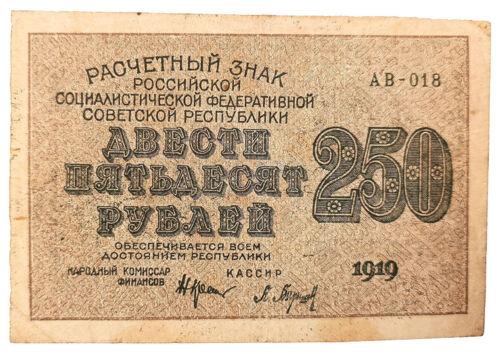 РАСЧЕТНЫЙ ЗНАК
РОССИЙСКОЙ
СОЦИАЛИСТИЧЕСКОЙ ФЕДЕРАТИВНОЙ
СОВЕТСКОЙ РЕСПУБЛИКИ
АВ-018
ДВЕСТИ
ПЯТЬДЕСЯТ
РУБЛЕЙ
250
ОБЕСПЕЧИВАЕТСЯ ВСЕМ
ДОСТОЯНИЕМ РЕСПУБЛИКИ
НАРОДНЫЙ КОМИССАР
ФИНАНСОВ
КАССИР
1919